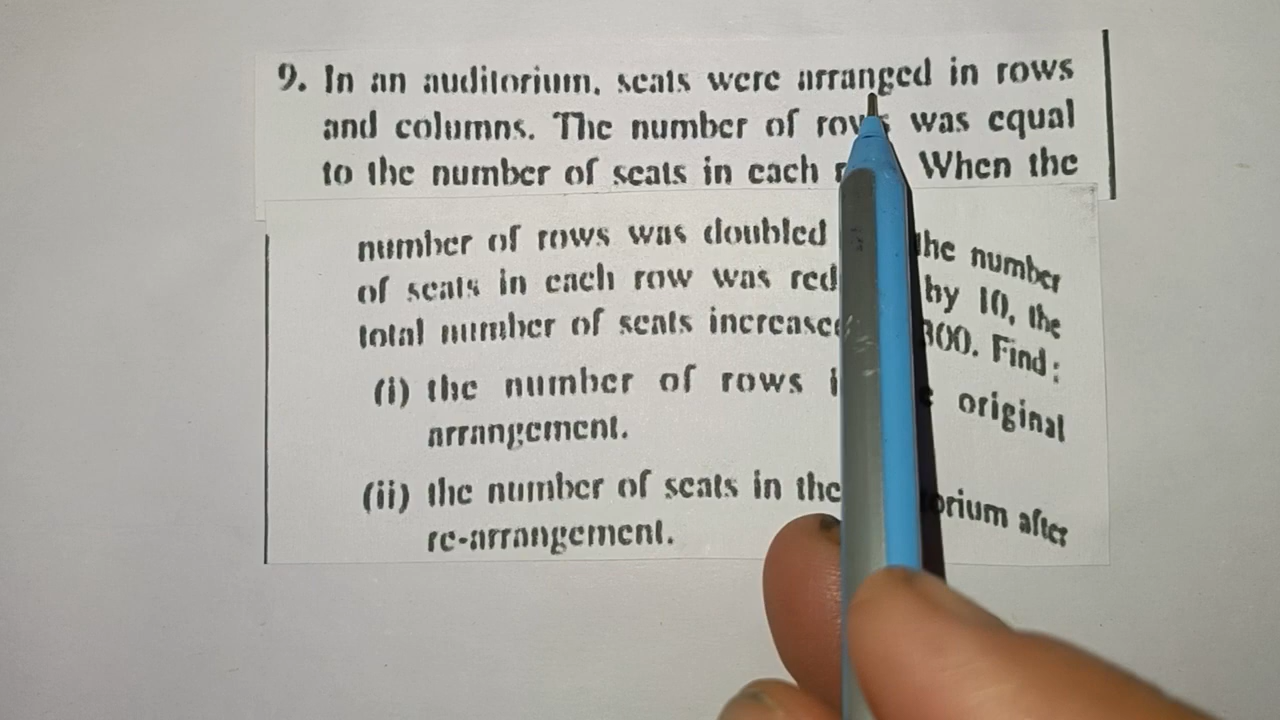 9. In an auditorium, seats were arranged in rows
and columns. The number of rows was equal
to the number of seats in each When the
number of rows was doubled the number
of seats in each row was by 10, the
total number of seats increased 300. Find:
(i) the number of rows original
arrangement.
(ii) the number of seats in the after
re-arrangement.